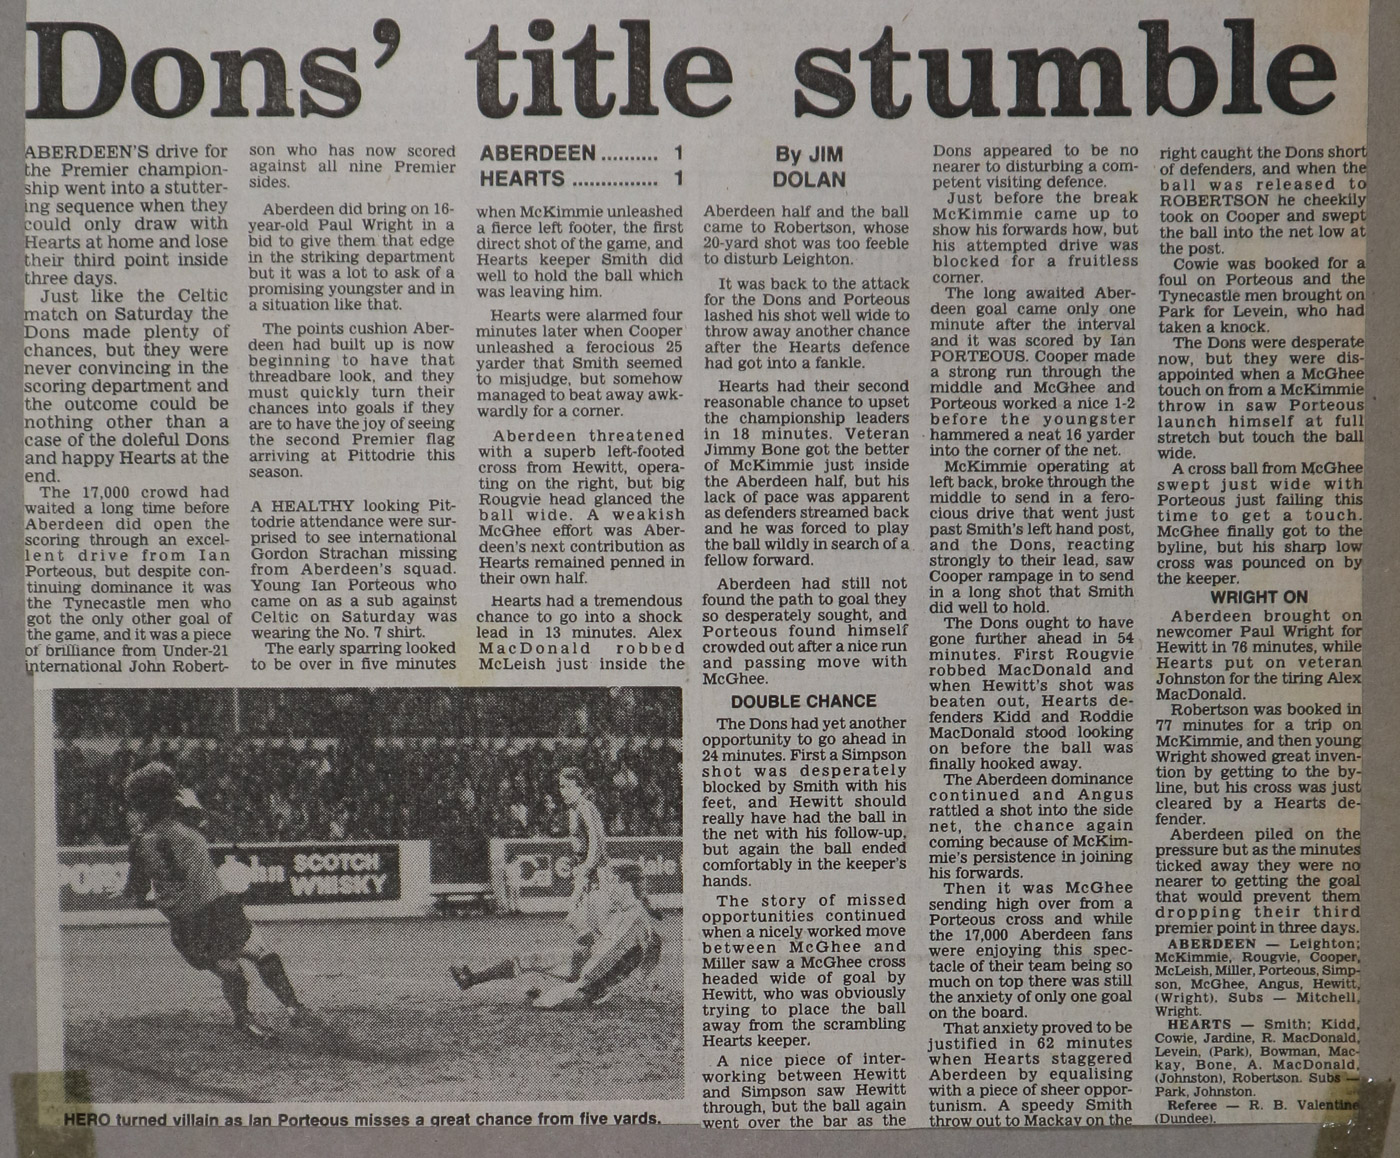 Dons' title stumble
ABERDEEN'S drive for
the Premier champion-
ship went into a stutter-
ing sequence when they
could only draw with
Hearts at home and lose
their third point inside
three days.
Just like the Celtic
match on Saturday the
Dons made plenty of
chances, but they were
never convincing in the
scoring department and
the outcome could be
nothing other than a
case of the doleful Dons
and happy Hearts at the
end.
The 17,000 crowd had
waited a long time before
Aberdeen did open the
scoring through an excel-
lent drive from Ian
Porteous, but despite con-
tinuing dominance it was
the Tynecastle men who
got the only other goal of
the game, and it was a piece
of brilliance from Under-21
international John Robert-
son who has now scored
against all nine Premier
sides.
Aberdeen did bring on 16-
year-old Paul Wright in a
bid to give them that edge
in the striking department
but it was a lot to ask of a
promising youngster and in
a situation like that.
The points cushion Aber-
deen had built up is now
beginning to have that
threadbare look, and they
must quickly turn their
chances into goals if they
are to have the joy of seeing
the second Premier flag
arriving at Pittodrie this
season.
A HEALTHY looking Pit-
todrie attendance were sur-
prised to see international
Gordon Strachan missing
from Aberdeen's squad.
Young Ian Porteous who
came on as a sub against
Celtic on Saturday was
wearing the No. 7 shirt.
The early sparring looked
to be over in five minutes
ABERDEEN .......... 1
HEARTS ............... 1
when McKimmie unleashed
a fierce left footer, the first
direct shot of the game, and
Hearts keeper Smith did
well to hold the ball which
was leaving him.
Hearts were alarmed four
minutes later when Cooper
unleashed a ferocious 25
yarder that Smith seemed
to misjudge, but somehow
managed to beat away awk-
wardly for a corner.
Aberdeen threatened
with a superb left-footed
cross from Hewitt, opera-
ting on the right, but big
Rougvie head glanced the
ball wide. A weakish
McGhee effort was Aber-
deen's next contribution as
Hearts remained penned in
their own half.
Hearts had a tremendous
chance to go into a shock
lead in 13 minutes. Alex
MacDonald robbed
McLeish just inside the
By JIM
DOLAN
Aberdeen half and the ball
came to Robertson, whose
20-yard shot was too feeble
to disturb Leighton.
It was back to the attack
for the Dons and Porteous
lashed his shot well wide to
throw away another chance
after the Hearts defence
had got into a fankle.
Hearts had their second
reasonable chance to upset
the championship leaders
in 18 minutes. Veteran
Jimmy Bone got the better
of McKimmie just inside
the Aberdeen half, but his
lack of pace was apparent
as defenders streamed back
and he was forced to play
the ball wildly in search of a
fellow forward.
Aberdeen had still not
found the path to goal they
so desperately sought, and
Porteous found himself
crowded out after a nice run
and passing move with
McGhee.
DOUBLE CHANCE
The Dons had yet another
opportunity to go ahead in
24 minutes. First a Simpson
shot was desperately
blocked by Smith with his
feet, and Hewitt should
really have had the ball in
the net with his follow-up,
but again the ball ended
comfortably in the keeper's
hands.
The story of missed
opportunities continued
when a nicely worked move
between McGhee and
Miller saw a McGhee cross
headed wide of goal by
Hewitt, who was obviously
trying to place the ball
away from the scrambling
Hearts keeper.
A nice piece of inter-
working between Hewitt
and Simpson saw Hewitt
through, but the ball again
went over the bar as the
Dons appeared to be no
nearer to disturbing a com-
petent visiting defence.
Just before the break
McKimmie came up to
show his forwards how, but
his attempted drive was
blocked for a fruitless
corner.
The long awaited Aber-
deen goal came only one
minute after the interval
and it was scored by Ian
PORTEOUS. Cooper made
a strong run through the
middle and McGhee and
Porteous worked a nice 1-2
before the youngster
hammered a neat 16 yarder
into the corner of the net.
McKimmie operating at
left back, broke through the
middle to send in a fero-
cious drive that went just
past Smith's left hand post,
and the Dons, reacting
strongly to their lead, saw
Cooper rampage in to send
in a long shot that Smith
did well to hold.
The Dons ought to have
gone further ahead in 54
minutes. First Rougvie
robbed MacDonald and
when Hewitt's shot was
beaten out, Hearts de-
fenders Kidd and Roddie
MacDonald stood looking
on before the ball was
finally hooked away.
The Aberdeen dominance
continued and Angus
rattled a shot into the side
net, the chance again
coming because of McKim-
mie's persistence in joining
his forwards.
Then it was McGhee
sending high over from a
Porteous cross and while
the 17,000 Aberdeen fans
were enjoying this spec-
tacle of their team being so
much on top there was still
the anxiety of only one goal
on the board.
That anxiety proved to be
justified in 62 minutes
when Hearts staggered
Aberdeen by equalising
with a piece of sheer oppor-
tunism. A speedy Smith
throw out to Mackay on the
right caught the Dons short
of defenders, and when the
ball was released to
ROBERTSON he cheekily
took on Cooper and swept
the ball into the net low at
the post.
Cowie was booked for a
foul on Porteous and the
Tynecastle men brought on
Park for Levein, who had
taken a knock.
The Dons were desperate
now, but they were dis-
appointed when a McGhee
touch on from a McKimmie
throw in saw Porteous
launch himself at full
stretch but touch the ball
wide.
A cross ball from McGhee
swept just wide with
Porteous just failing this
time to get a touch.
McGhee finally got to the
byline, but his sharp low
cross was pounced on by
the keeper.
WRIGHT ON
Aberdeen brought on
newcomer Paul Wright for
Hewitt in 76 minutes, while
Hearts put on veteran
Johnston for the tiring Alex
MacDonald.
Robertson was booked in
77 minutes for a trip on
McKimmie, and then young
Wright showed great inven-
tion by getting to the by-
line, but his cross was just
cleared by a Hearts de-
fender.
Aberdeen piled on the
pressure but as the minutes
ticked away they were no
nearer to getting the goal
that would prevent them
dropping their third
premier point in three days.
ABERDEEN — Leighton;
McKimmie, Rougvie, Cooper,
McLeish, Miller, Porteous, Simp-
son, McGhee, Angus, Hewitt,
(Wright). Subs — Mitchell,
Wright.
HEARTS — Smith; Kidd,
Cowie, Jardine, R. MacDonald,
Levein, (Park), Bowman, Mac-
kay, Bone, A. MacDonald,
(Johnston), Robertson. Subs —
Park, Johnston.
Referee — R. B. Valentine
(Dundee).
SCOTCH
WHISKY
HERO turned villain as Ian Porteous misses a great chance from five yards.